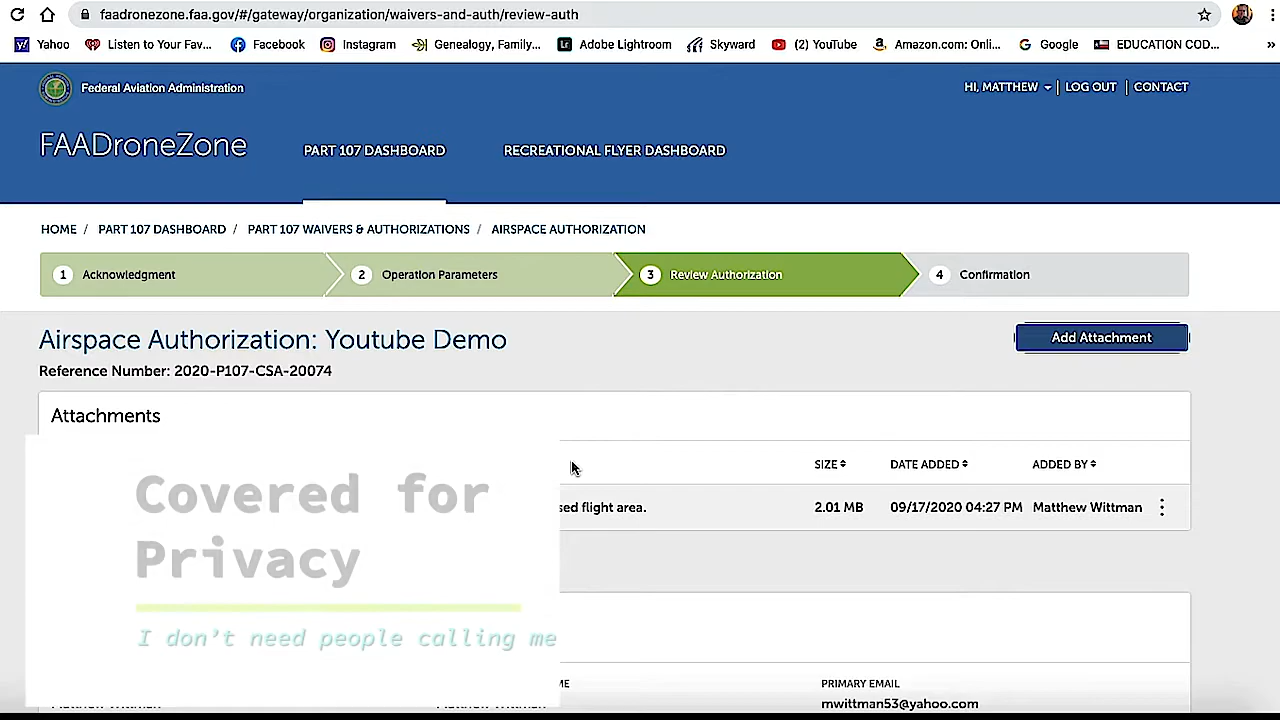 faadronezone.faa.gov/#/gateway/organization/waivers-and-auth/review-auth
Yahoo Listen to Your Fav... Facebook Instagram Genealogy, Family... Adobe Lightroom Skyward (2) YouTube Amazon.com: Onli... Google EDUCATION COD... »
Federal Aviation Administration
HI, MATTHEW LOG OUT CONTACT
FAADroneZone
PART 107 DASHBOARD RECREATIONAL FLYER DASHBOARD
HOME / PART 107 DASHBOARD / PART 107 WAIVERS & AUTHORIZATIONS / AIRSPACE AUTHORIZATION
1 Acknowledgment 2 Operation Parameters 3 Review Authorization 4 Confirmation
Airspace Authorization: Youtube Demo
Add Attachment
Reference Number: 2020-P107-CSA-20074
Attachments
SIZE DATE ADDED ADDED BY
sed flight area. 2.01 MB 09/17/2020 04:27 PM Matthew Wittman
Covered for
Privacy
I don't need people calling me
ME PRIMARY EMAIL
mwittman53@yahoo.com